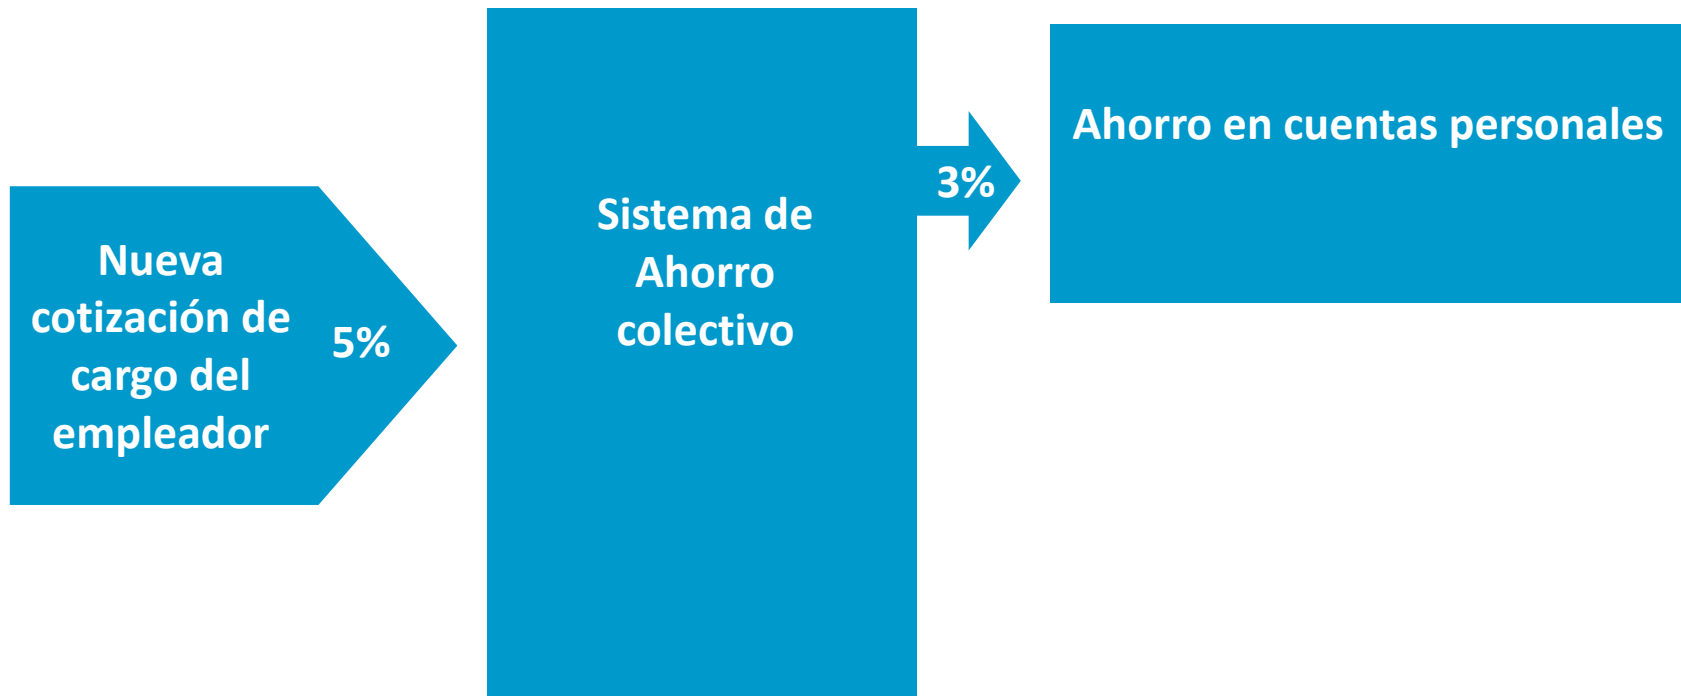 Nueva
cotización de
cargo del
empleador
5%
Sistema de
Ahorro
colectivo
3%
Ahorro en cuentas personales